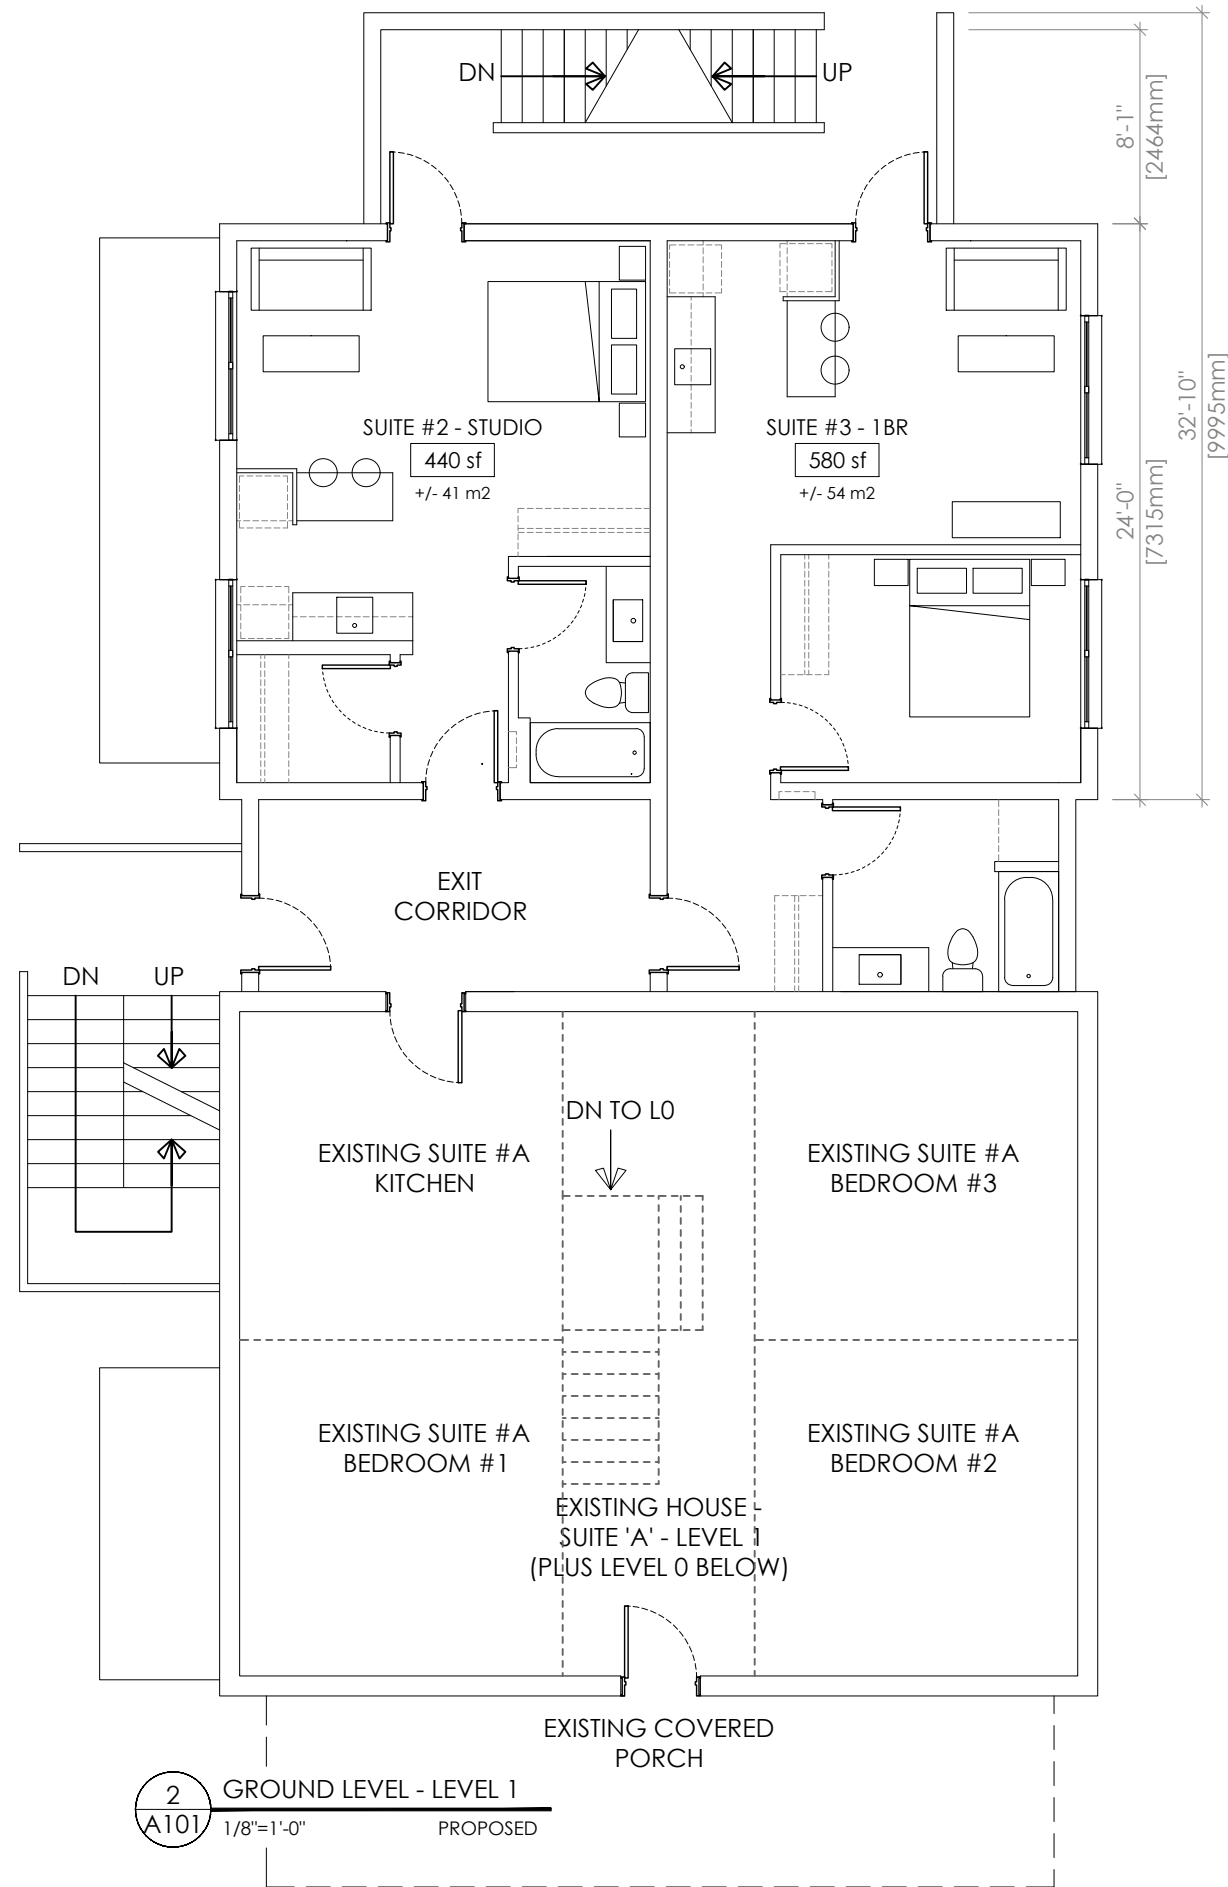 DN
UP
8'-1"
[2464mm]
32'-10"
[9995mm]
24'-0"
[7315mm]
SUITE #2 - STUDIO
440 sf
+/- 41 m2
SUITE #3 - 1BR
580 sf
+/- 54 m2
EXIT
CORRIDOR
DN
UP
DN TO L0
EXISTING SUITE #A
KITCHEN
EXISTING SUITE #A
BEDROOM #3
EXISTING SUITE #A
BEDROOM #1
EXISTING SUITE #A
BEDROOM #2
EXISTING HOUSE -
SUITE 'A' - LEVEL 1
(PLUS LEVEL 0 BELOW)
EXISTING COVERED
PORCH
2
A101
GROUND LEVEL - LEVEL 1
1/8"=1'-0"
PROPOSED